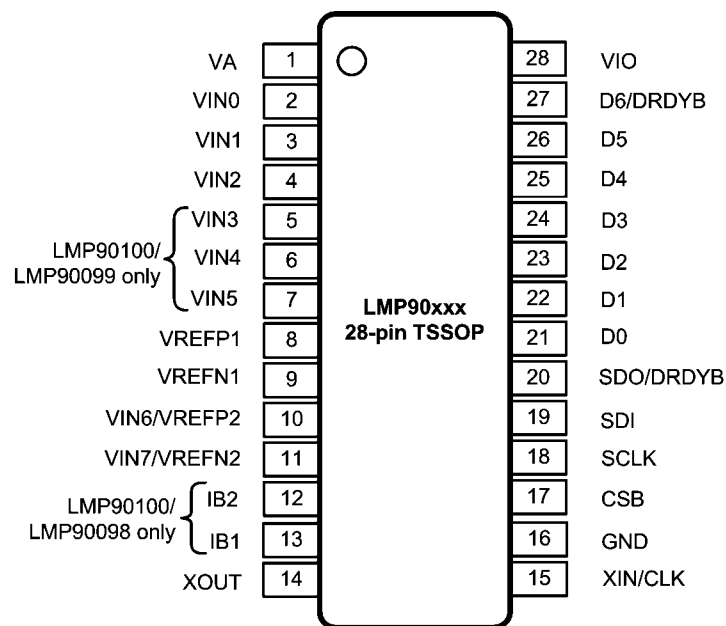 VA 1
VIN0 2
VIN1 3
VIN2 4
VIN3 5
VIN4 6
VIN5 7
LMP90100/
LMP90099 only
VREFP1 8
VREFN1 9
VIN6/VREFP2 10
VIN7/VREFN2 11
IB2 12
IB1 13
LMP90100/
LMP90098 only
XOUT 14
LMP90xxx
28-pin TSSOP
28 VIO
27 D6/DRDYB
26 D5
25 D4
24 D3
23 D2
22 D1
21 D0
20 SDO/DRDYB
19 SDI
18 SCLK
17 CSB
16 GND
15 XIN/CLK